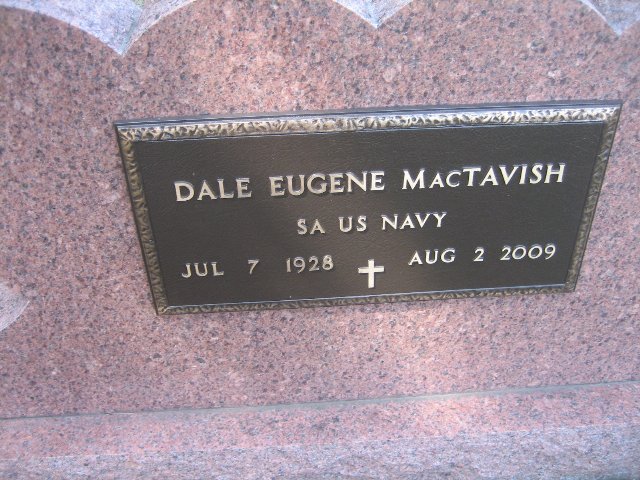 DALE EUGENE MACTAVISH
SA US NAVY
JUL 7 1928 AUG 2 2009